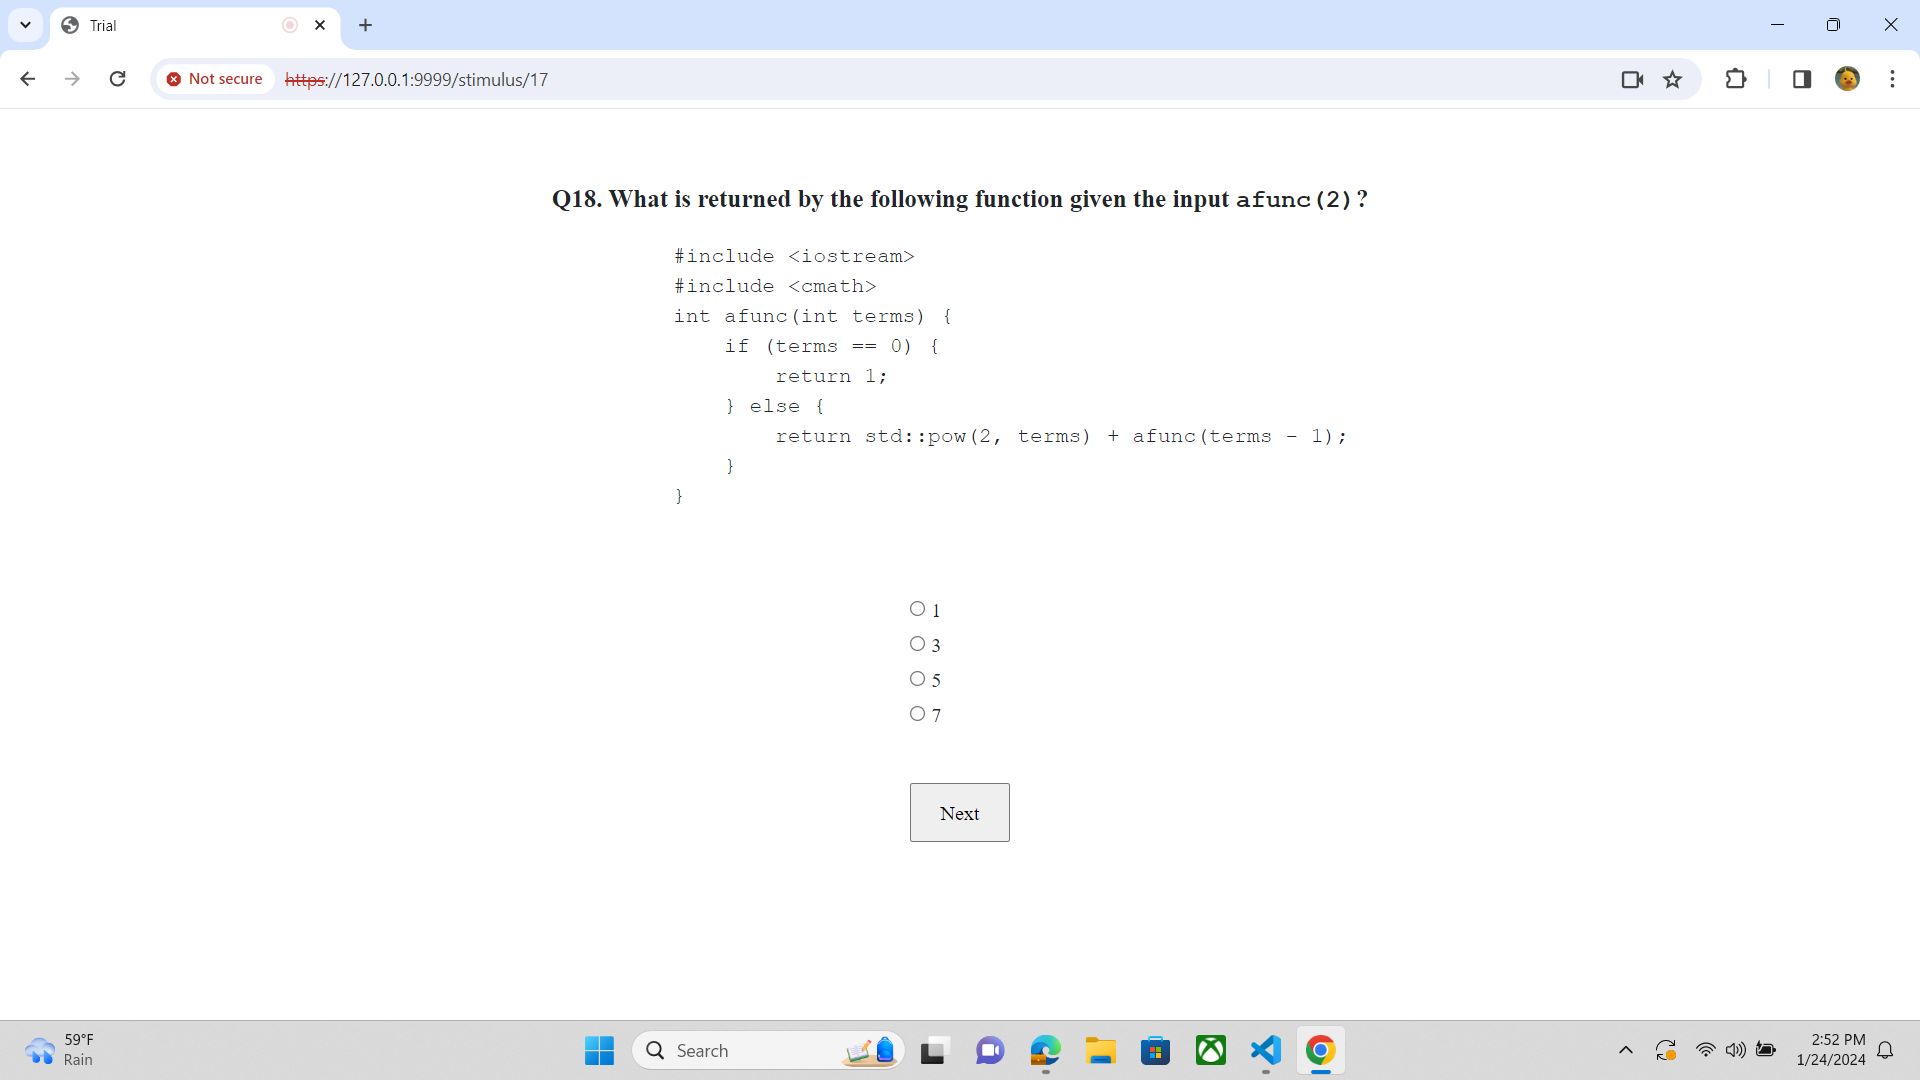 Trial
Not secure https://127.0.0.1:9999/stimulus/17
Q18. What is returned by the following function given the input afunc(2)?
#include <iostream>
#include <cmath>
int afunc(int terms) {
    if (terms == 0) {
        return 1;
    } else {
        return std::pow(2, terms) + afunc(terms - 1);
    }
}
1
3
5
7
Next
59°F
Rain
Search
2:52 PM
1/24/2024